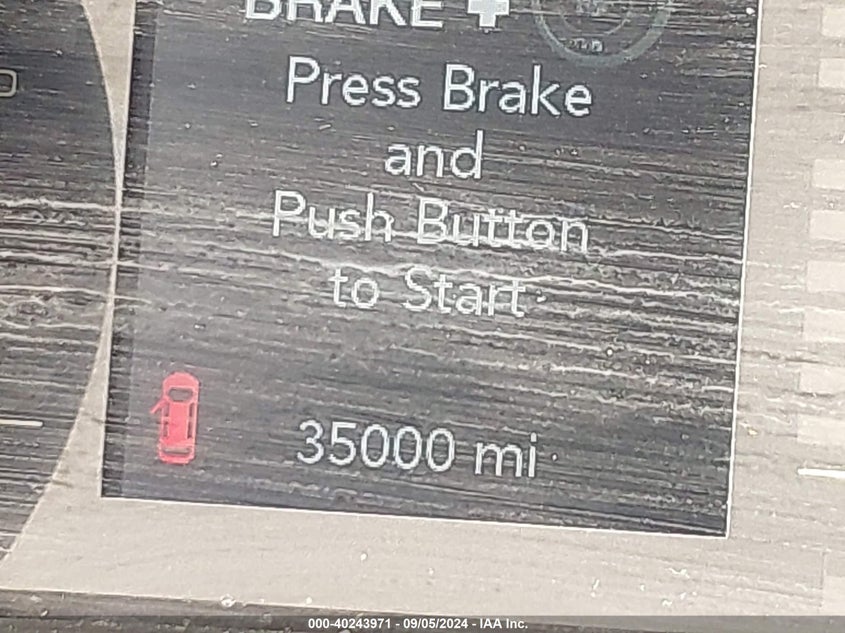 BRAKE +
Press Brake
and
Push Button
to Start
35000 mi
000-40243971 - 09/05/2024 - IAA Inc.